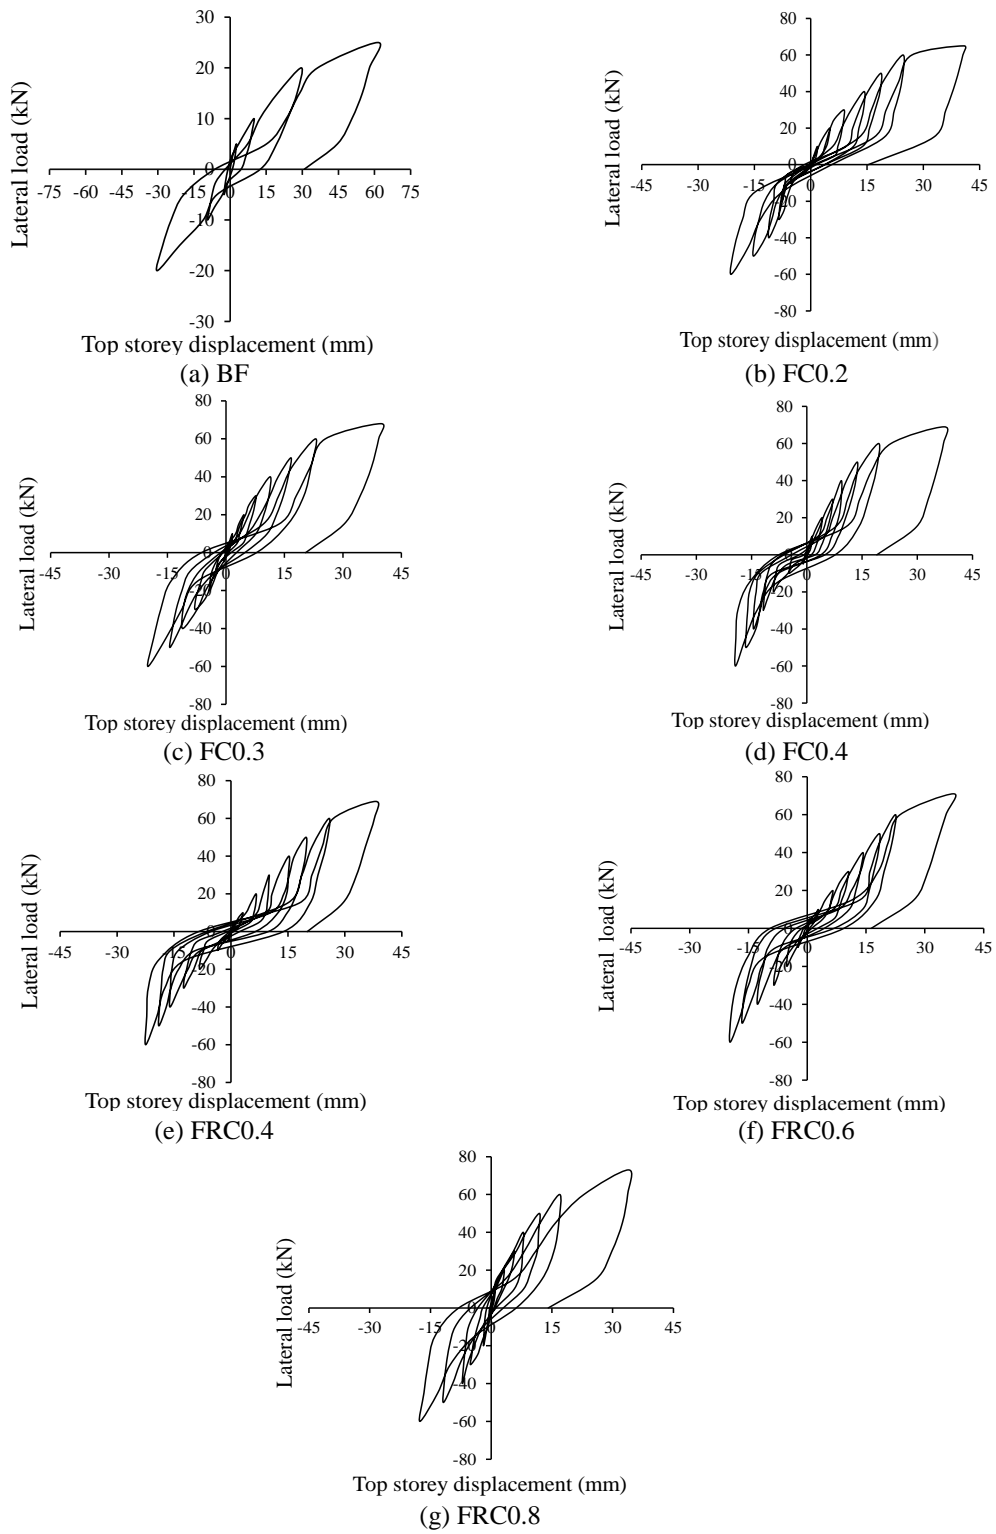 30
20
10
0
-10
-20
-30
-75 -60 -45 -30 -15 0 15 30 45 60 75
Lateral load (kN)
Top storey displacement (mm)
(a) BF
80
60
40
20
0
-20
-40
-60
-80
-45 -30 -15 0 15 30 45
Lateral load (kN)
Top storey displacement (mm)
(b) FC0.2
80
60
40
20
0
-20
-40
-60
-80
-45 -30 -15 0 15 30 45
Lateral load (kN)
Top storey displacement (mm)
(c) FC0.3
80
60
40
20
0
-20
-40
-60
-80
-45 -30 -15 0 15 30 45
Lateral load (kN)
Top storey displacement (mm)
(d) FC0.4
80
60
40
20
0
-20
-40
-60
-80
-45 -30 -15 0 15 30 45
Lateral load (kN)
Top storey displacement (mm)
(e) FRC0.4
80
60
40
20
0
-20
-40
-60
-80
-45 -30 -15 0 15 30 45
Lateral load (kN)
Top storey displacement (mm)
(f) FRC0.6
80
60
40
20
0
-20
-40
-60
-80
-45 -30 -15 0 15 30 45
Lateral load (kN)
Top storey displacement (mm)
(g) FRC0.8